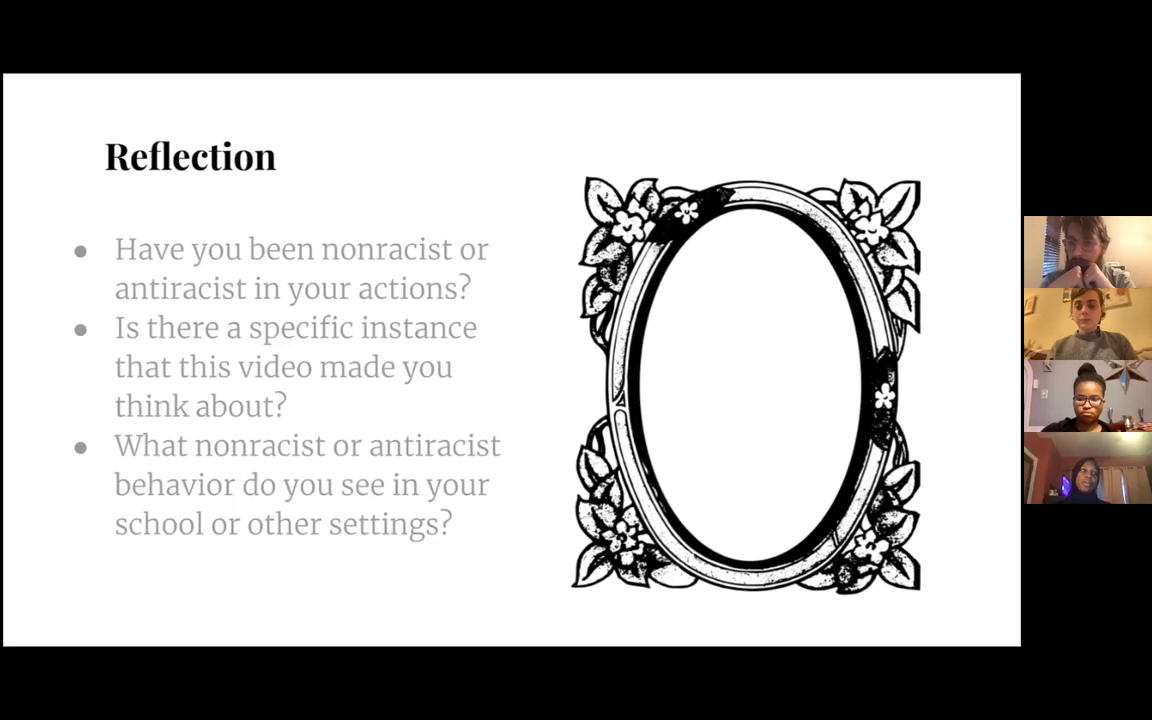 Reflection
● Have you been nonracist or
antiracist in your actions?
● Is there a specific instance
that this video made you
think about?
● What nonracist or antiracist
behavior do you see in your
school or other settings?